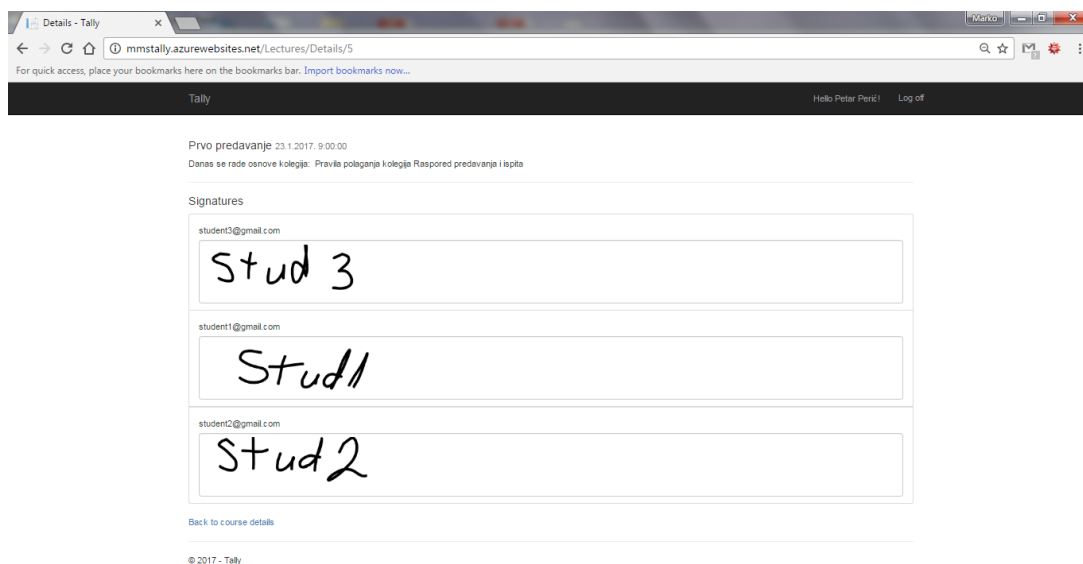 Details - Tally
Marko
mmstally.azurewebsites.net/Lectures/Details/5
For quick access, place your bookmarks here on the bookmarks bar. Import bookmarks now...
Tally Hello Petar Perić! Log off
Prvo predavanje 23.1.2017. 9:00:00
Danas se rade osnove kolegija: Pravila polaganja kolegija Raspored predavanja i ispita
Signatures
student3@gmail.com
Stud 3
student1@gmail.com
Stud1
student2@gmail.com
Stud 2
Back to course details
© 2017 - Tally